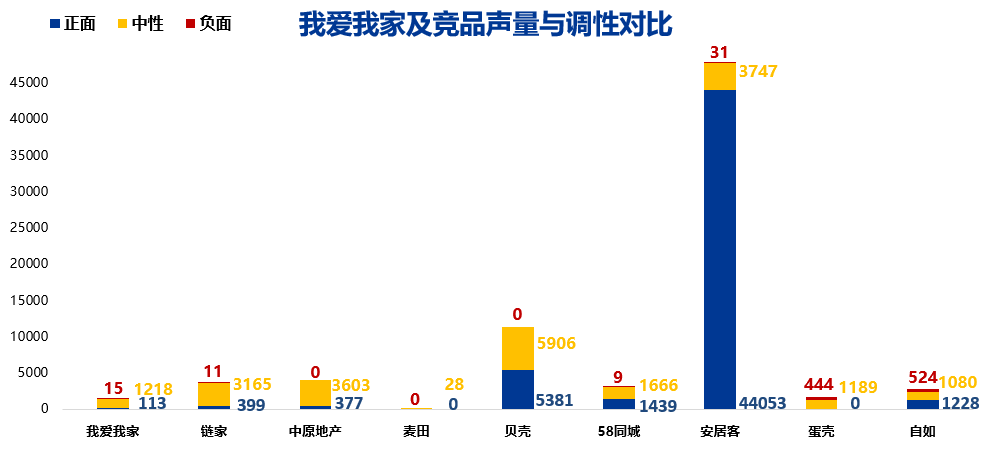 我爱我家及竞品声量与调性对比
正面 中性 负面
45000
40000
35000
30000
25000
20000
15000
10000
5000
0
15 1218 113
11 3165 399
0 3603 377
0 28 0
0 5906 5381
9 1666 1439
31 3747 44053
444 1189 0
524 1080 1228
我爱我家 链家 中原地产 麦田 贝壳 58同城 安居客 蛋壳 自如